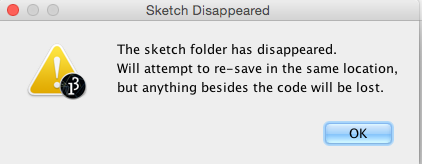 Sketch Disappeared
The sketch folder has disappeared.
Will attempt to re-save in the same location,
but anything besides the code will be lost.
OK